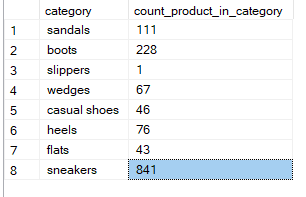 category count_product_in_category
1 sandals 111
2 boots 228
3 slippers 1
4 wedges 67
5 casual shoes 46
6 heels 76
7 flats 43
8 sneakers 841